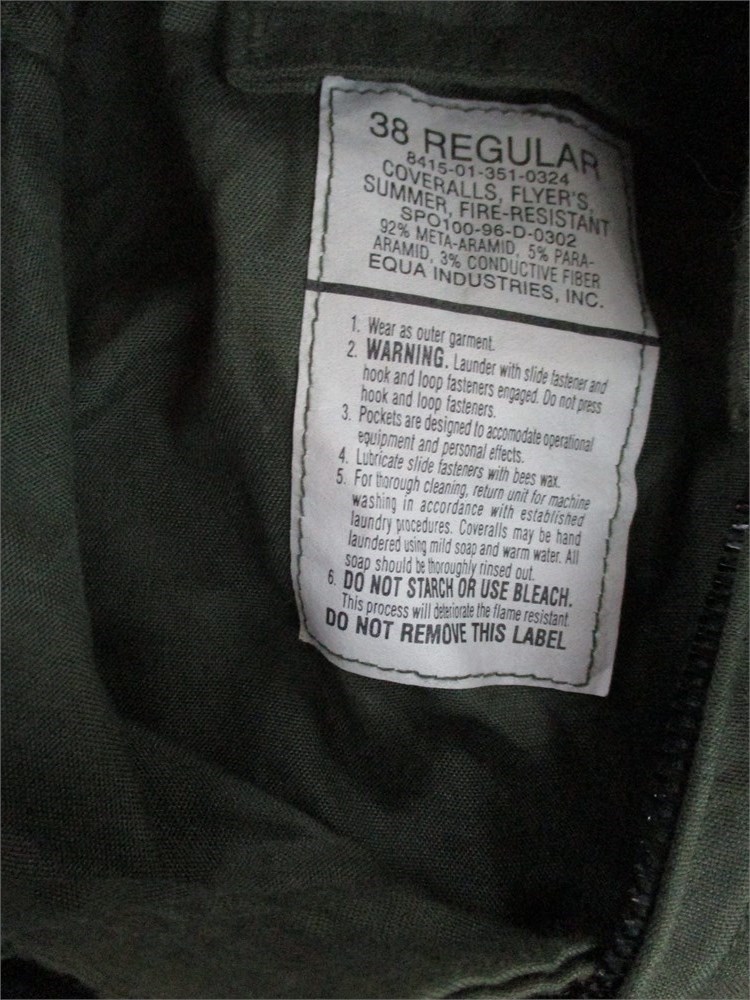 38 REGULAR
8415-01-351-0324
COVERALLS, FLYER'S,
SUMMER, FIRE-RESISTANT
SPO100-96-D-0302
92% META-ARAMID, 5% PARA-
ARAMID, 3% CONDUCTIVE FIBER
EQUA INDUSTRIES, INC.
1. Wear as outer garment.
2. WARNING. Launder with slide fastener and
hook and loop fasteners engaged. Do not press
hook and loop fasteners.
3. Pockets are designed to accomodate operational
equipment and personal effects.
4. Lubricate slide fasteners with bees wax.
5. For thorough cleaning, return unit for machine
washing in accordance with established
laundry procedures. Coveralls may be hand
laundered using mild soap and warm water. All
soap should be thoroughly rinsed out.
6. DO NOT STARCH OR USE BLEACH.
This process will deteriorate the flame resistant
DO NOT REMOVE THIS LABEL